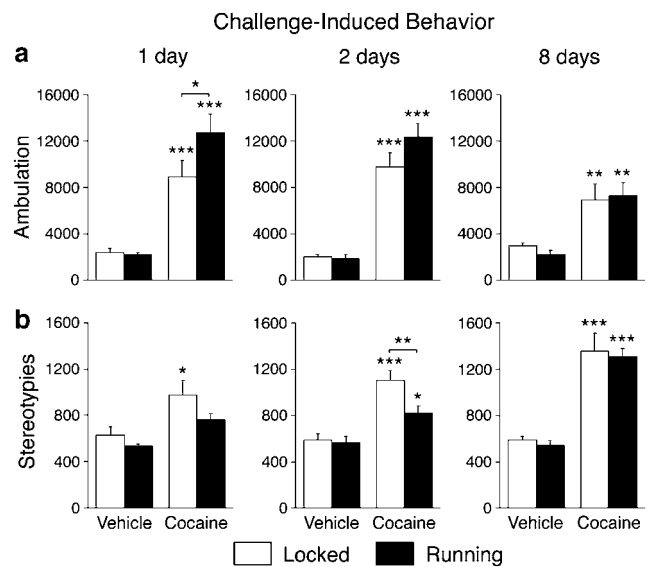 Challenge-Induced Behavior
a 1 day 2 days 8 days
Ambulation
16000 16000 16000
12000 12000 12000
8000 8000 8000
4000 4000 4000
0 0 0
* *** ***
*** ***
** **
b
Stereotypies
1600 1600 1600
1200 1200 1200
800 800 800
400 400 400
0 0 0
*
** *** *
*** ***
Vehicle Cocaine Vehicle Cocaine Vehicle Cocaine
Locked Running